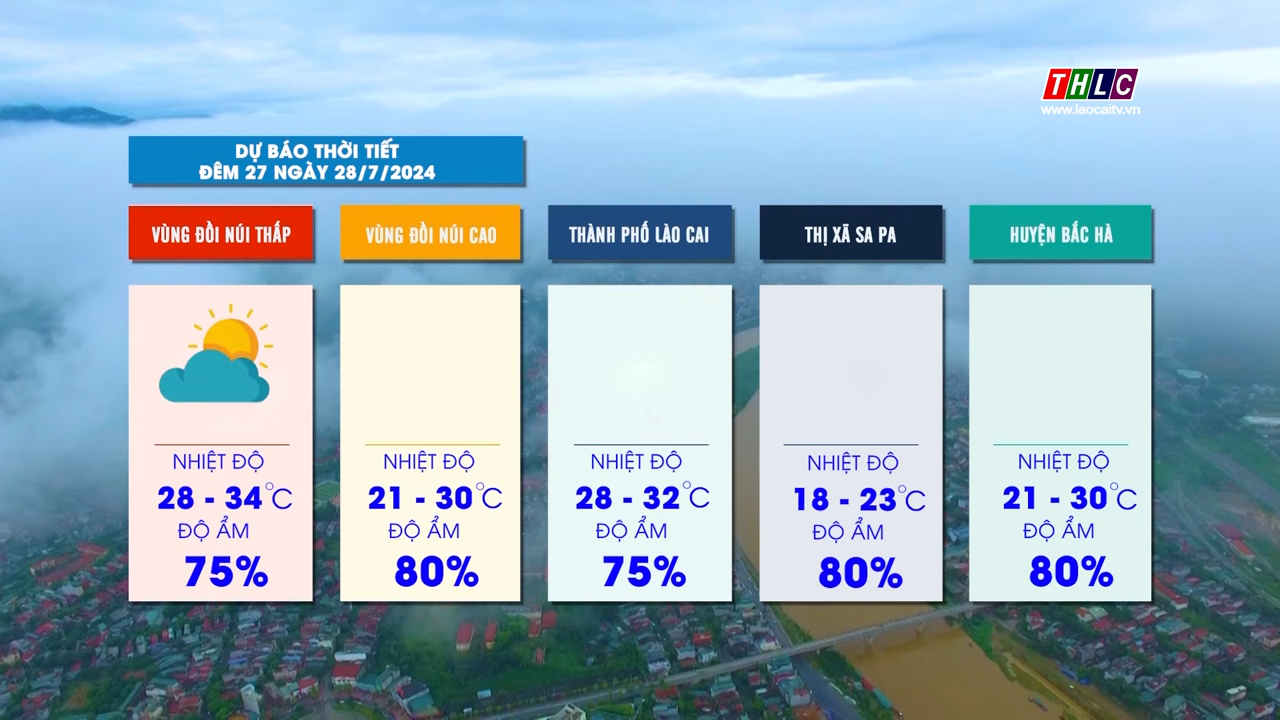 THLC
www.laocaitv.vn
DỰ BÁO THỜI TIẾT
ĐÊM 27 NGÀY 28/7/2024
VÙNG ĐỒI NÚI THẤP
VÙNG ĐỒI NÚI CAO
THÀNH PHỐ LÀO CAI
THỊ XÃ SA PA
HUYỆN BẮC HÀ
NHIỆT ĐỘ
28 - 34°C
ĐỘ ẨM
75%
NHIỆT ĐỘ
21 - 30°C
ĐỘ ẨM
80%
NHIỆT ĐỘ
28 - 32°C
ĐỘ ẨM
75%
NHIỆT ĐỘ
18 - 23°C
ĐỘ ẨM
80%
NHIỆT ĐỘ
21 - 30°C
ĐỘ ẨM
80%